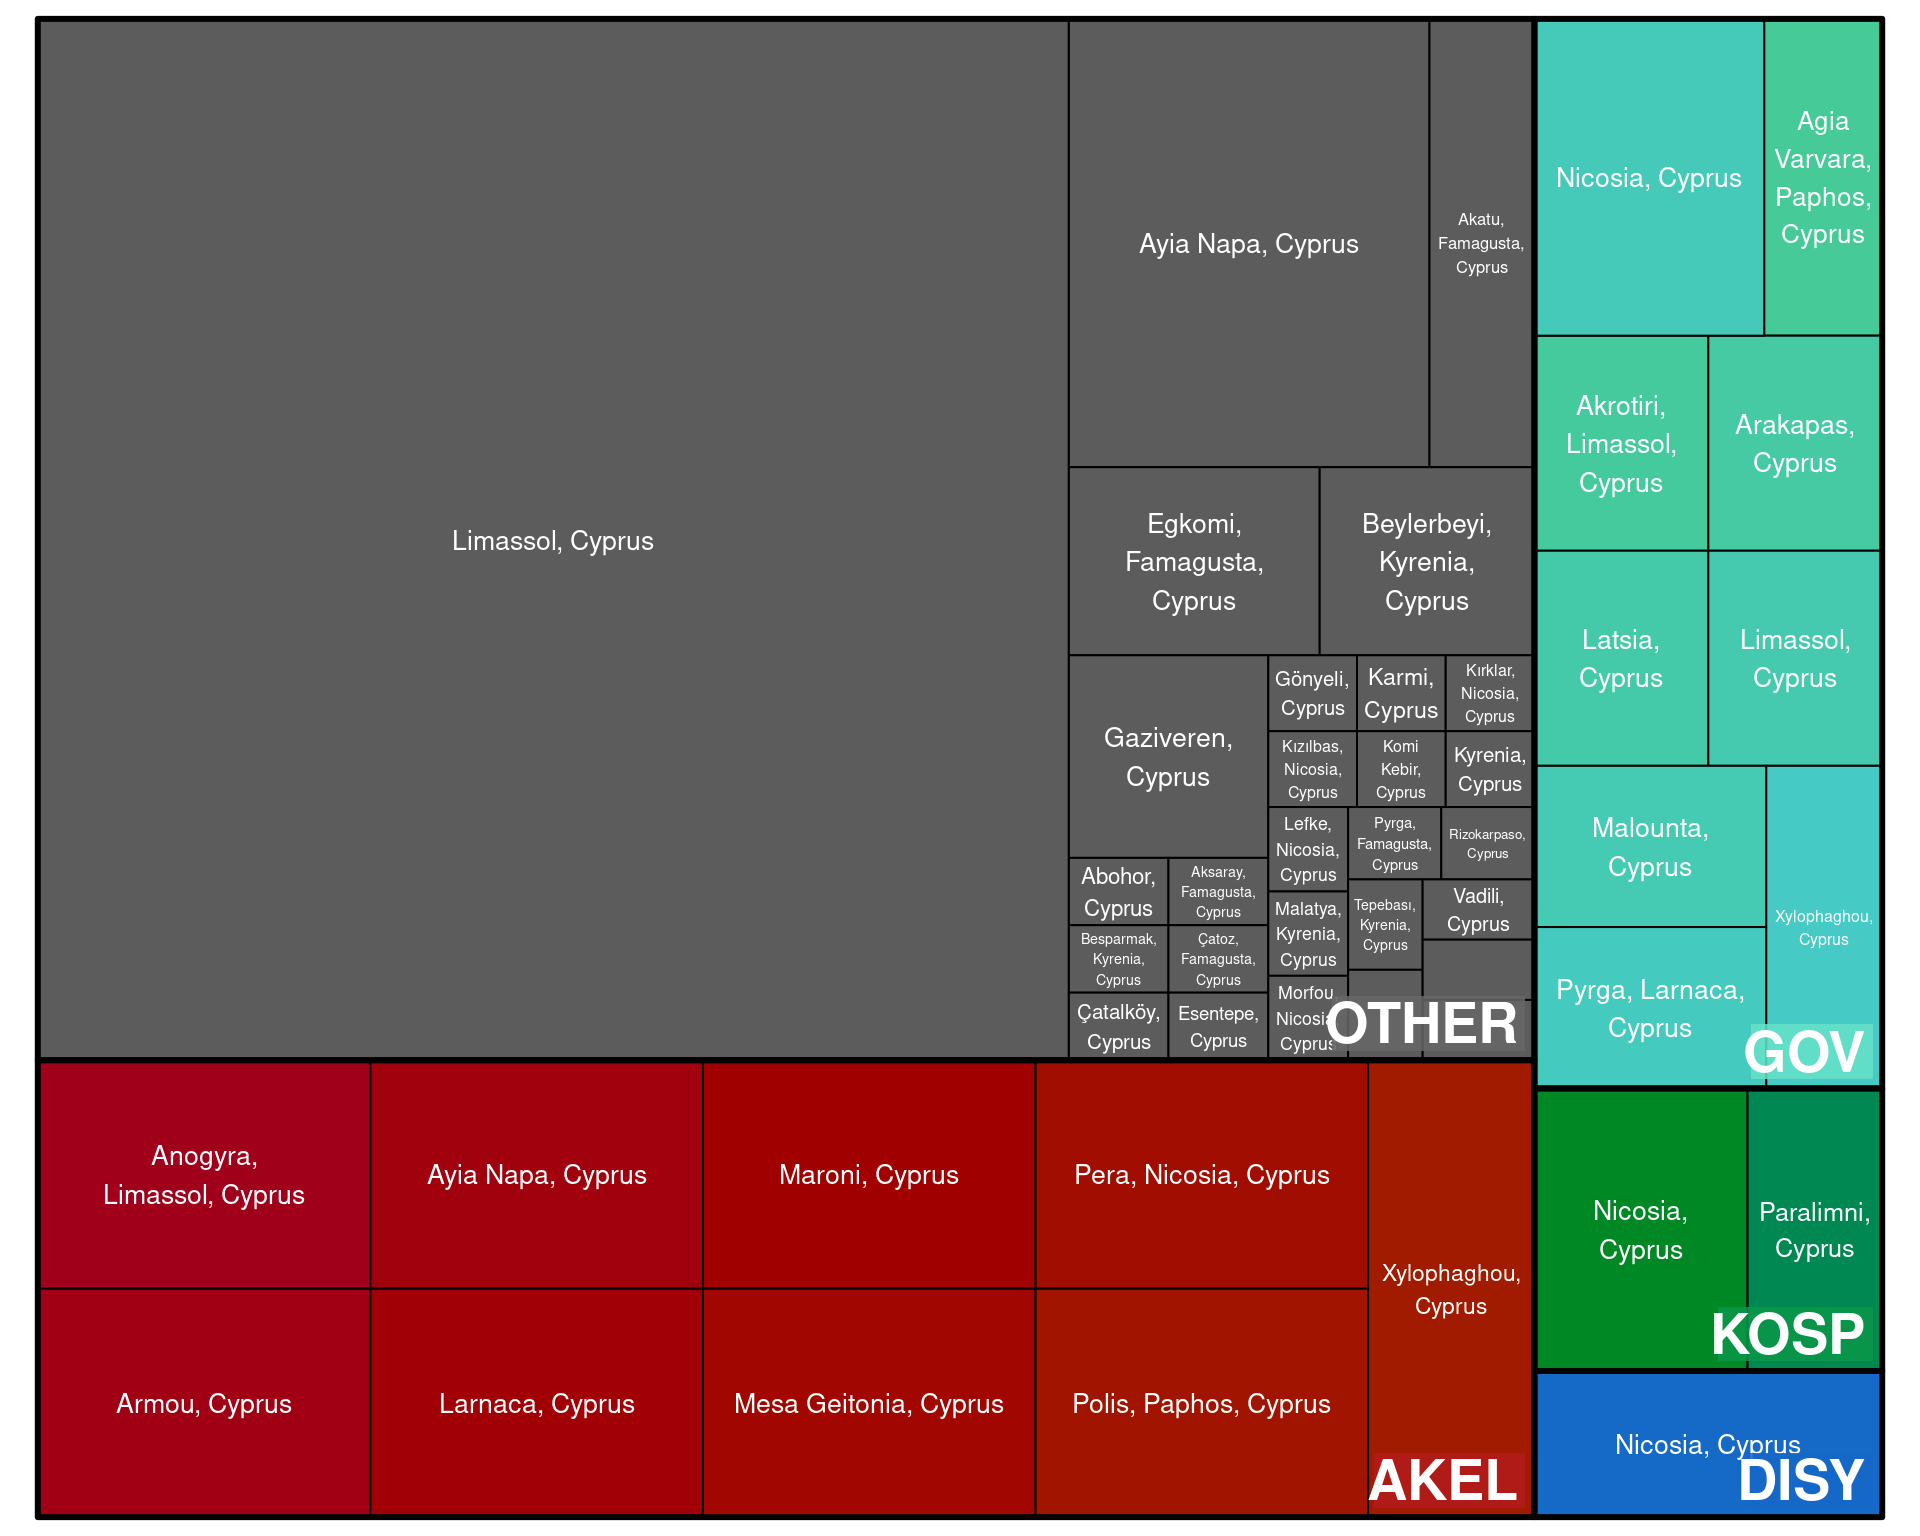 Limassol, Cyprus
Ayia Napa, Cyprus
Akatu,
Famagusta,
Cyprus
Egkomi,
Famagusta,
Cyprus
Beylerbeyi,
Kyrenia,
Cyprus
Gaziveren,
Cyprus
Gönyeli,
Cyprus
Karmi,
Cyprus
Kırklar,
Nicosia,
Cyprus
Kızılbas,
Nicosia,
Cyprus
Komi
Kebir,
Cyprus
Kyrenia,
Cyprus
Lefke,
Nicosia,
Cyprus
Pyrga,
Famagusta,
Cyprus
Rizokarpaso,
Cyprus
Abohor,
Cyprus
Aksaray,
Famagusta,
Cyprus
Malatya,
Kyrenia,
Cyprus
Tepebası,
Kyrenia,
Cyprus
Vadili,
Cyprus
Besparmak,
Kyrenia,
Cyprus
Çatoz,
Famagusta,
Cyprus
Çatalköy,
Cyprus
Esentepe,
Cyprus
Morfou,
Nicosia
Cyprus
OTHER
Nicosia, Cyprus
Agia
Varvara,
Paphos,
Cyprus
Akrotiri,
Limassol,
Cyprus
Arakapas,
Cyprus
Latsia,
Cyprus
Limassol,
Cyprus
Malounta,
Cyprus
Xylophaghou,
Cyprus
Pyrga, Larnaca,
Cyprus
GOV
Anogyra,
Limassol, Cyprus
Ayia Napa, Cyprus
Maroni, Cyprus
Pera, Nicosia, Cyprus
Xylophaghou,
Cyprus
Armou, Cyprus
Larnaca, Cyprus
Mesa Geitonia, Cyprus
Polis, Paphos, Cyprus
AKEL
Nicosia,
Cyprus
Paralimni,
Cyprus
KOSP
Nicosia, Cyprus
DISY